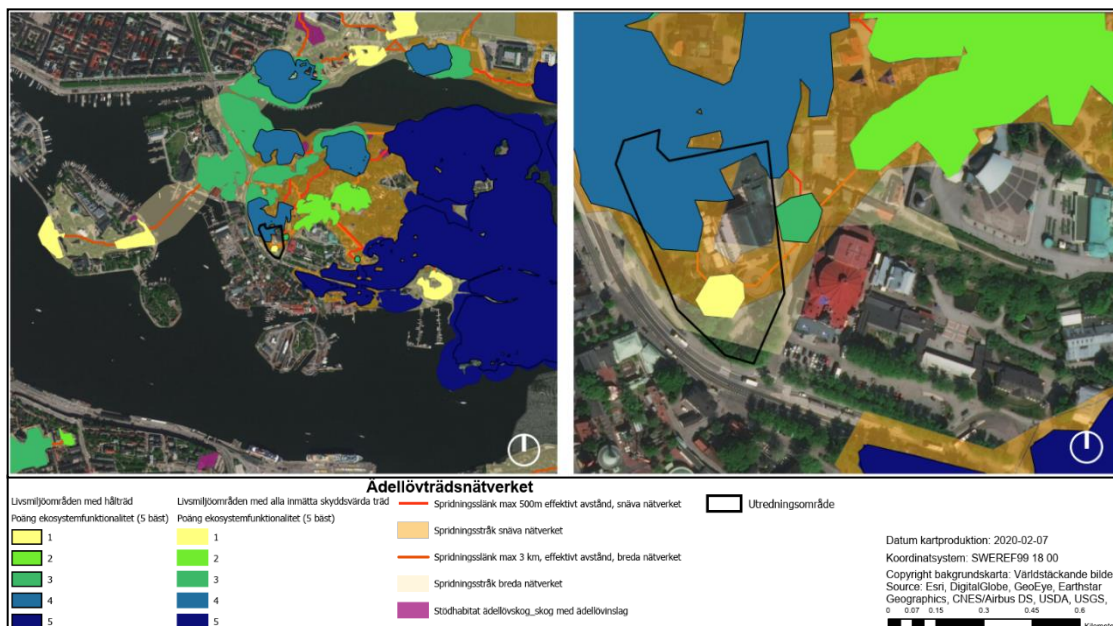 Ädellövträdsnätverket
Livsmiljöområden med hålträd
Poäng ekosystemfunktionalitet (5 bäst)
1
2
3
4
5
Livsmiljöområden med alla inmätta skyddsvärda träd
Poäng ekosystemfunktionalitet (5 bäst)
1
2
3
4
5
Spridningsslänk max 500m effektivt avstånd, snäva nätverket
Spridningsstråk snäva nätverket
Spridningsslänk max 3 km, effektivt avstånd, breda nätverket
Spridningsstråk breda nätverket
Stödhabitat ädellövskog_skog med ädellövinslag
Utredningsområde
Datum kartproduktion: 2020-02-07
Koordinatsystem: SWEREF99 18 00
Copyright bakgrundskarta: Världstäckande bilde
Source: Esri, DigitalGlobe, GeoEye, Earthstar
Geographics, CNES/Airbus DS, USDA, USGS,
0 0.07 0.15 0.3 0.45 0.6